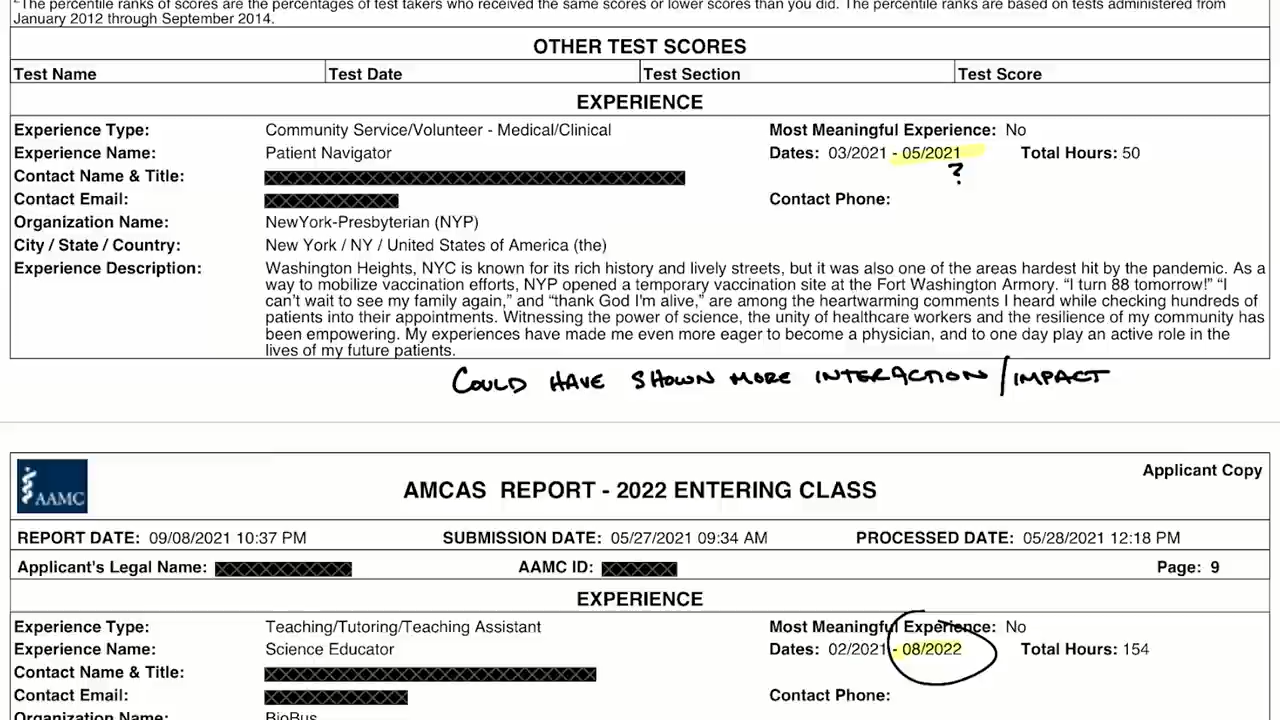 ²The percentile ranks of scores are the percentages of test takers who received the same scores or lower scores than you did. The percentile ranks are based on tests administered from
January 2012 through September 2014.
OTHER TEST SCORES
Test Name Test Date Test Section Test Score
EXPERIENCE
Experience Type: Community Service/Volunteer - Medical/Clinical Most Meaningful Experience: No
Experience Name: Patient Navigator Dates: 03/2021 - 05/2021 Total Hours: 50
?
Contact Name & Title:
Contact Email: Contact Phone:
Organization Name: NewYork-Presbyterian (NYP)
City / State / Country: New York / NY / United States of America (the)
Experience Description: Washington Heights, NYC is known for its rich history and lively streets, but it was also one of the areas hardest hit by the pandemic. As a
way to mobilize vaccination efforts, NYP opened a temporary vaccination site at the Fort Washington Armory. “I turn 88 tomorrow!” “I
can’t wait to see my family again,” and “thank God I'm alive,” are among the heartwarming comments I heard while checking hundreds of
patients into their appointments. Witnessing the power of science, the unity of healthcare workers and the resilience of my community has
been empowering. My experiences have made me even more eager to become a physician, and to one day play an active role in the
lives of my future patients.
COULD HAVE SHOWN MORE INTERACTION/IMPACT
Applicant Copy
AAMC
AMCAS REPORT - 2022 ENTERING CLASS
REPORT DATE: 09/08/2021 10:37 PM SUBMISSION DATE: 05/27/2021 09:34 AM PROCESSED DATE: 05/28/2021 12:18 PM
Applicant's Legal Name: AAMC ID: Page: 9
EXPERIENCE
Experience Type: Teaching/Tutoring/Teaching Assistant Most Meaningful Experience: No
Experience Name: Science Educator Dates: 02/2021 - 08/2022 Total Hours: 154
Contact Name & Title:
Contact Email: Contact Phone:
Organization Name: BioBus